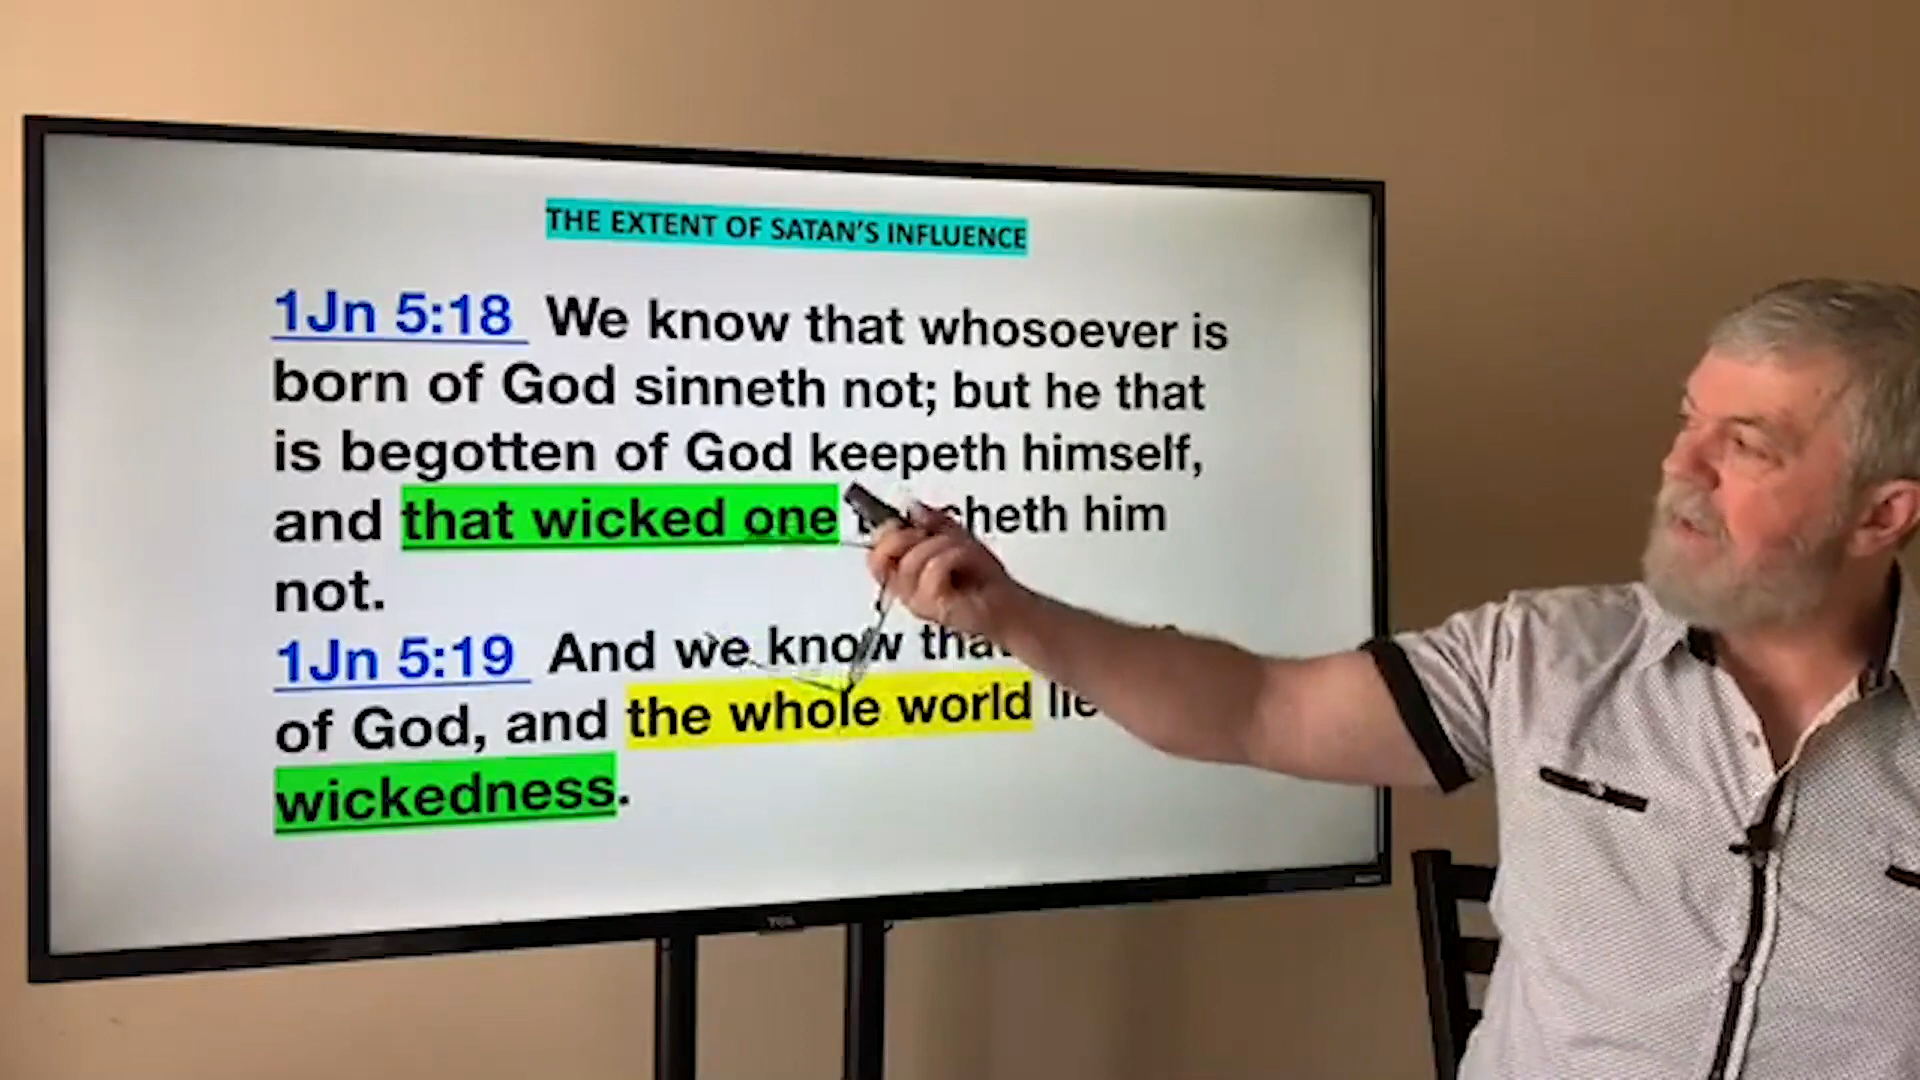 THE EXTENT OF SATAN'S INFLUENCE
1Jn 5:18 We know that whosoever is
born of God sinneth not; but he that
is begotten of God keepeth himself,
and that wicked one him
not.
1Jn 5:19 And we know
of God, and the whole world
wickedness.